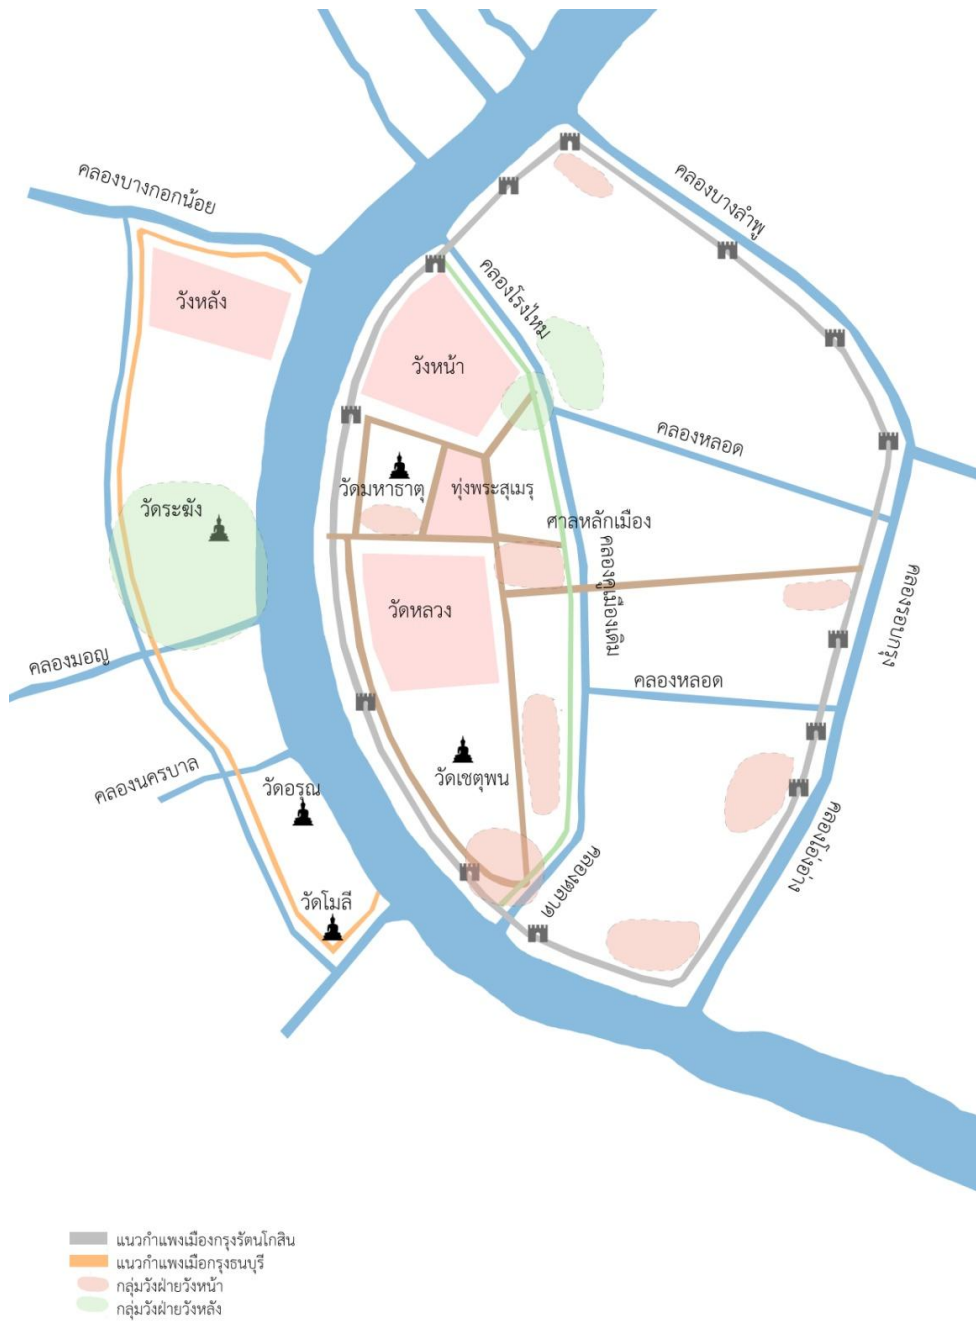 คลองบางกอกน้อย
คลองบางลำพู
คลองโรงไหม
วังหลัง
วังหน้า
คลองหลอด
วัดมหาธาตุ
ทุ่งพระสุเมรุ
วัดระฆัง
ศาลหลักเมือง
คลองคูเมืองเดิม
คลองรอบกรุง
วัดหลวง
คลองมอญ
คลองหลอด
วัดเชตุพน
คลองนครบาล
วัดอรุณ
คลองโอ่งอ่าง
คลองตลาด
วัดโมลี
แนวกำแพงเมืองกรุงรัตนโกสิน
แนวกำแพงเมือกรุงธนบุรี
กลุ่มวังฝ่ายวังหน้า
กลุ่มวังฝ่ายวังหลัง